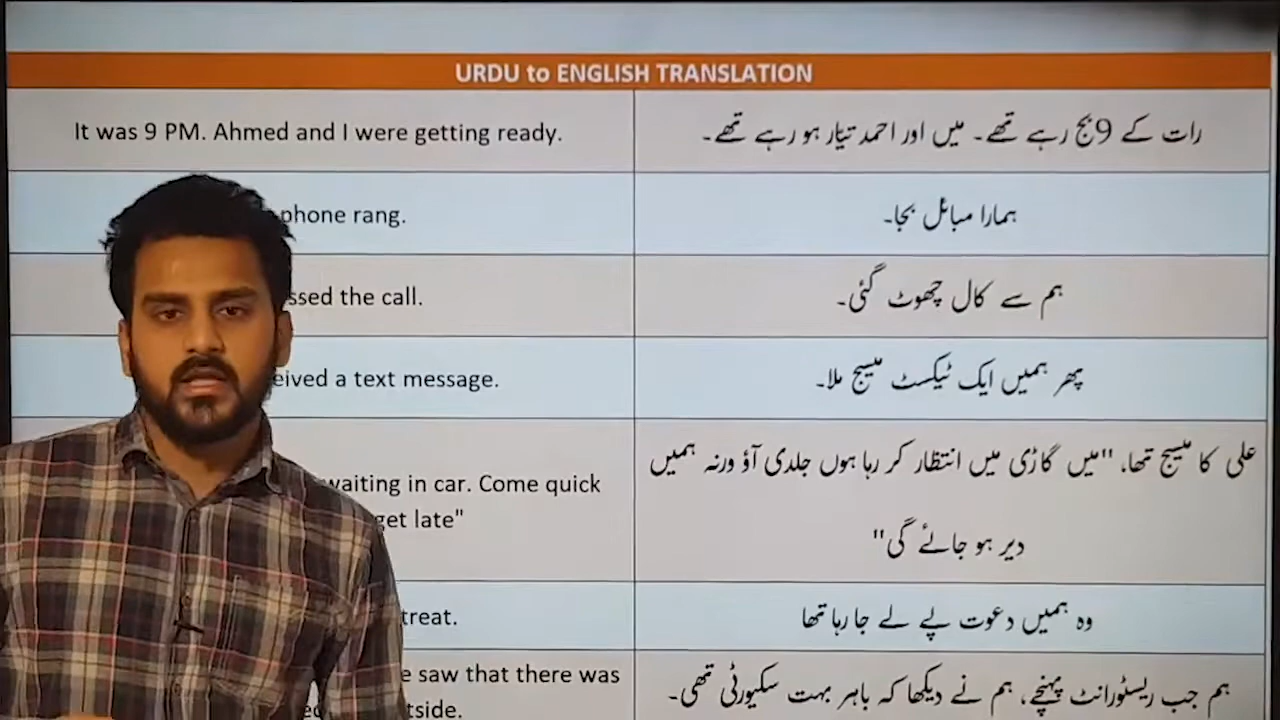 URDU to ENGLISH TRANSLATION
It was 9 PM. Ahmed and I were getting ready.
رات کے 9 بج رہے تھے۔ میں اور احمد تیار ہو رہے تھے۔
phone rang.
ہمارا مبائل بجا۔
the call.
ہم سے کال چھوٹ گئی۔
a text message.
پھر ہمیں ایک ٹیکسٹ میسج ملا۔
waiting in car. Come quick
get late"
علی کا میسج تھا، "میں گاڑی میں انتظار کر رہا ہوں جلدی آؤ ورنہ ہمیں
دیر ہو جائے گی"
treat.
وہ ہمیں دعوت پے لے جا رہا تھا
saw that there was
ہم جب ریسٹورانٹ پہنچے، ہم نے دیکھا کہ باہر بہت سکیورٹی تھی۔